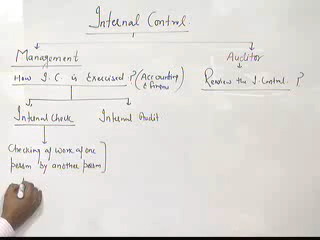 Internal Control
Management
Auditor
How I.C. is Exercised ? (Accounting
& Finance)
Review the I. Control. ?
Internal Check
Internal Audit
Checking of work of one
person by another person